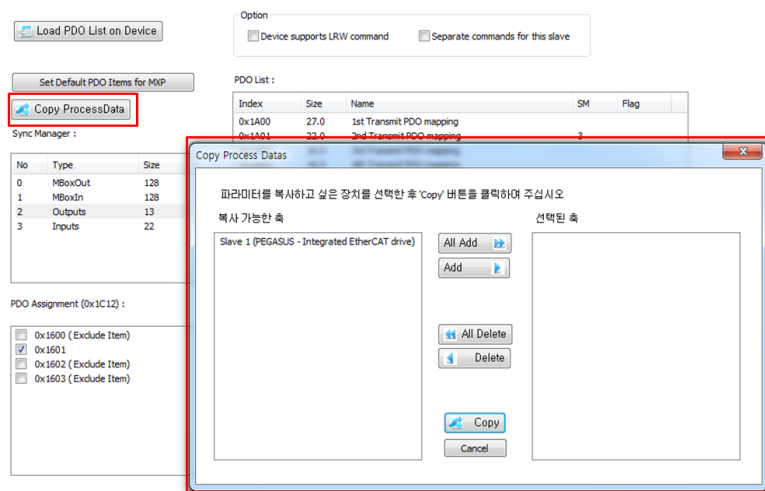 Load PDO List on Device
Option
Device supports LRW command
Separate commands for this slave
Set Default PDO Items for MXP
PDO List :
Copy ProcessData
Index Size Name SM Flag
0x1A00 27.0 1st Transmit PDO mapping
0x1A01 22.0 2nd Transmit PDO mapping 3
Sync Manager :
No Type Size
0 MBoxOut 128
1 MBoxIn 128
2 Outputs 13
3 Inputs 22
PDO Assignment (0x1C12) :
0x1600 ( Exclude Item)
0x1601
0x1602 ( Exclude Item)
0x1603 ( Exclude Item)
Copy Process Datas
파라미터를 복사하고 싶은 장치를 선택한 후 'Copy' 버튼을 클릭하여 주십시오
복사 가능한 축
선택된 축
Slave 1 (PEGASUS - Integrated EtherCAT drive)
All Add
Add
All Delete
Delete
Copy
Cancel